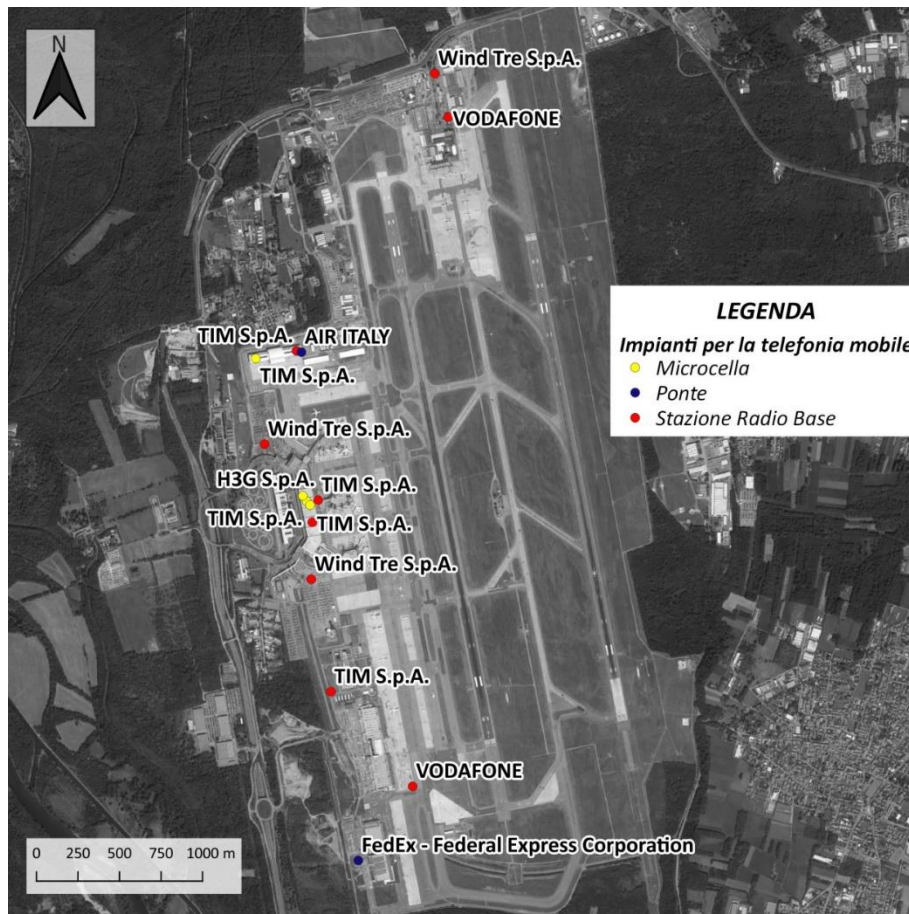 N
Wind Tre S.p.A.
VODAFONE
LEGENDA
Impianti per la telefonia mobile
Microcella
Ponte
Stazione Radio Base
TIM S.p.A.
AIR ITALY
TIM S.p.A.
Wind Tre S.p.A.
H3G S.p.A.
TIM S.p.A.
TIM S.p.A.
TIM S.p.A.
Wind Tre S.p.A.
TIM S.p.A.
VODAFONE
FedEx - Federal Express Corporation
0 250 500 750 1000 m